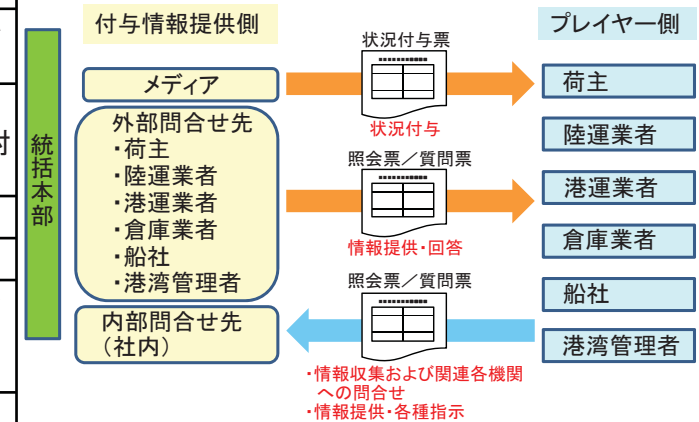 付与情報提供側
プレイヤー側
統括本部
メディア
外部問合せ先
・荷主
・陸運業者
・港運業者
・倉庫業者
・船社
・港湾管理者
内部問合せ先
（社内）
状況付与票
状況付与
照会票／質問票
情報提供・回答
照会票／質問票
・情報収集および関連各機関
への問合せ
・情報提供・各種指示
荷主
陸運業者
港運業者
倉庫業者
船社
港湾管理者